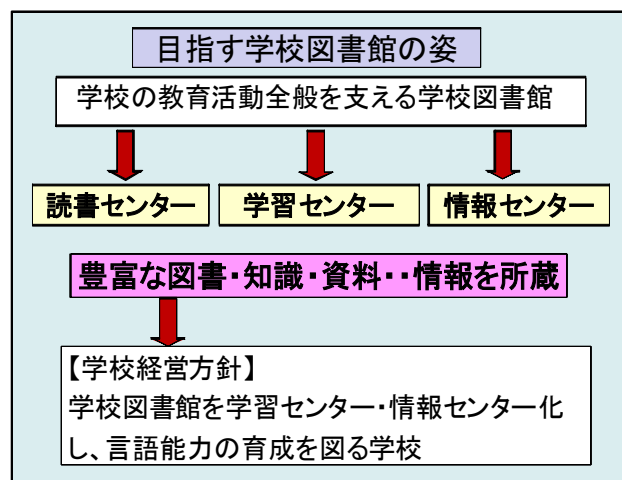 目指す学校図書館の姿
学校の教育活動全般を支える学校図書館
読書センター
学習センター
情報センター
豊富な図書・知識・資料・・情報を所蔵
【学校経営方針】
学校図書館を学習センター・情報センター化
し、言語能力の育成を図る学校